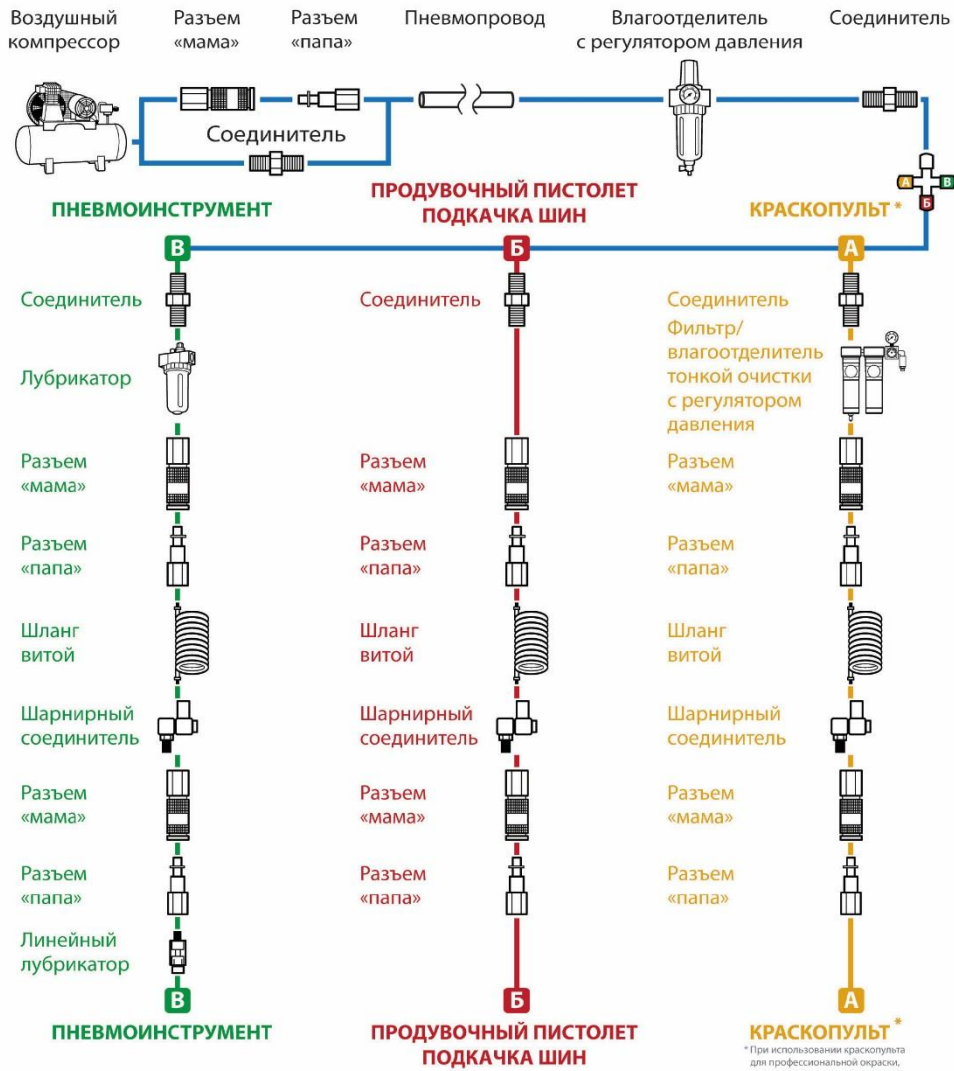 Воздушный
компрессор
Разъем
«мама»
Разъем
«папа»
Пневмопровод
Влагоотделитель
с регулятором давления
Соединитель
Соединитель
А
В
Б
ПНЕВМОИНСТРУМЕНТ
ПРОДУВОЧНЫЙ ПИСТОЛЕТ
ПОДКАЧКА ШИН
КРАСКОПУЛЬТ *
В
Б
А
Соединитель
Соединитель
Соединитель
Лубрикатор
Фильтр/
влагоотделитель
тонкой очистки
с регулятором
давления
Разъем
«мама»
Разъем
«мама»
Разъем
«мама»
Разъем
«папа»
Разъем
«папа»
Разъем
«папа»
Шланг
витой
Шланг
витой
Шланг
витой
Шарнирный
соединитель
Шарнирный
соединитель
Шарнирный
соединитель
Разъем
«мама»
Разъем
«мама»
Разъем
«мама»
Разъем
«папа»
Разъем
«папа»
Разъем
«папа»
Линейный
лубрикатор
В
Б
А
ПНЕВМОИНСТРУМЕНТ
ПРОДУВОЧНЫЙ ПИСТОЛЕТ
ПОДКАЧКА ШИН
КРАСКОПУЛЬТ *
* При использовании краскопульта
для профессиональной окраски,